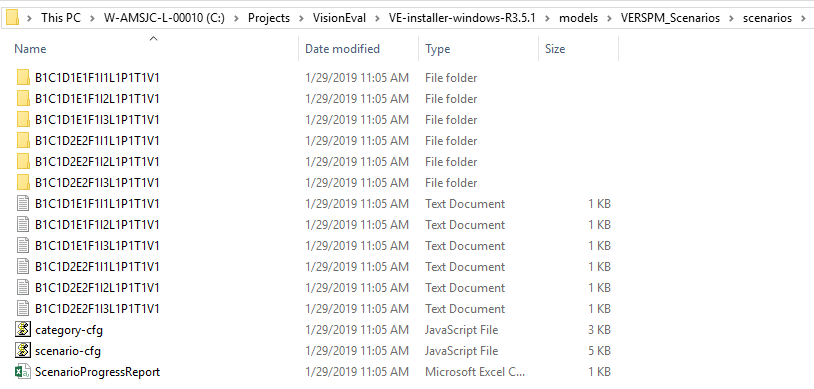 This PC > W-AMSJC-L-00010 (C:) > Projects > VisionEval > VE-installer-windows-R3.5.1 > models > VERSPM_Scenarios > scenarios >
Name Date modified Type Size
B1C1D1E1F1I1L1P1T1V1 1/29/2019 11:05 AM File folder
B1C1D1E1F1I2L1P1T1V1 1/29/2019 11:05 AM File folder
B1C1D1E1F1I3L1P1T1V1 1/29/2019 11:05 AM File folder
B1C1D2E2F1I1L1P1T1V1 1/29/2019 11:05 AM File folder
B1C1D2E2F1I2L1P1T1V1 1/29/2019 11:05 AM File folder
B1C1D2E2F1I3L1P1T1V1 1/29/2019 11:05 AM File folder
B1C1D1E1F1I1L1P1T1V1 1/29/2019 11:05 AM Text Document 1 KB
B1C1D1E1F1I2L1P1T1V1 1/29/2019 11:05 AM Text Document 1 KB
B1C1D1E1F1I3L1P1T1V1 1/29/2019 11:05 AM Text Document 1 KB
B1C1D2E2F1I1L1P1T1V1 1/29/2019 11:05 AM Text Document 1 KB
B1C1D2E2F1I2L1P1T1V1 1/29/2019 11:05 AM Text Document 1 KB
B1C1D2E2F1I3L1P1T1V1 1/29/2019 11:05 AM Text Document 1 KB
category-cfg 1/29/2019 11:05 AM JavaScript File 3 KB
scenario-cfg 1/29/2019 11:05 AM JavaScript File 5 KB
ScenarioProgressReport 1/29/2019 11:05 AM Microsoft Excel C... 1 KB